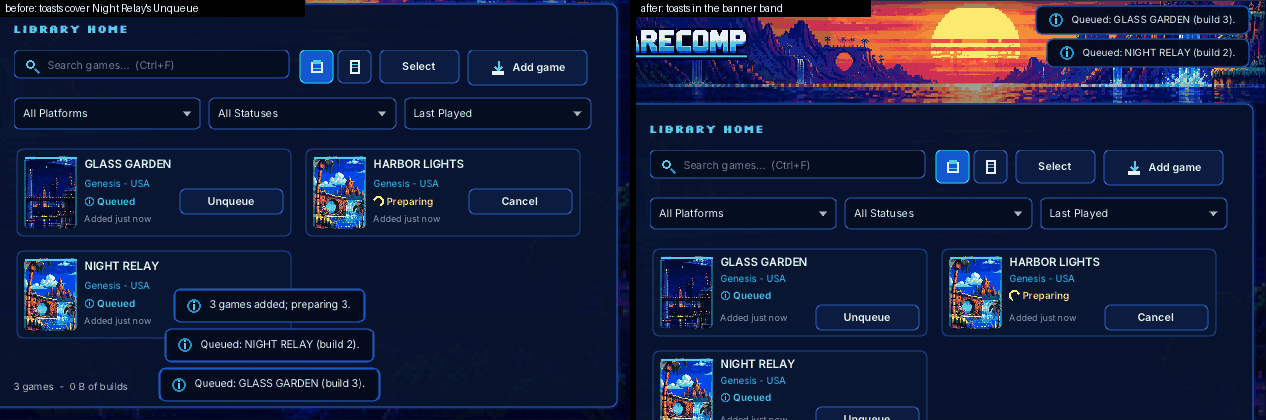 before: toasts cover Night Relay's Unqueue
LIBRARY HOME
Search games... (Ctrl+F)
Select
Add game
All Platforms
All Statuses
Last Played
GLASS GARDEN
Genesis - USA
Queued
Added just now
Unqueue
HARBOR LIGHTS
Genesis - USA
Preparing
Added just now
Cancel
NIGHT RELAY
Genesis - USA
Queued
Added just now
3 games added; preparing 3.
Queued: NIGHT RELAY (build 2).
Queued: GLASS GARDEN (build 3).
3 games - 0 B of builds
after: toasts in the banner band
Queued: GLASS GARDEN (build 3).
Queued: NIGHT RELAY (build 2).
RECOMP
LIBRARY HOME
Search games... (Ctrl+F)
Select
Add game
All Platforms
All Statuses
Last Played
GLASS GARDEN
Genesis - USA
Queued
Added just now
Unqueue
HARBOR LIGHTS
Genesis - USA
Preparing
Added just now
Cancel
NIGHT RELAY
Genesis - USA
Queued
Unqueue